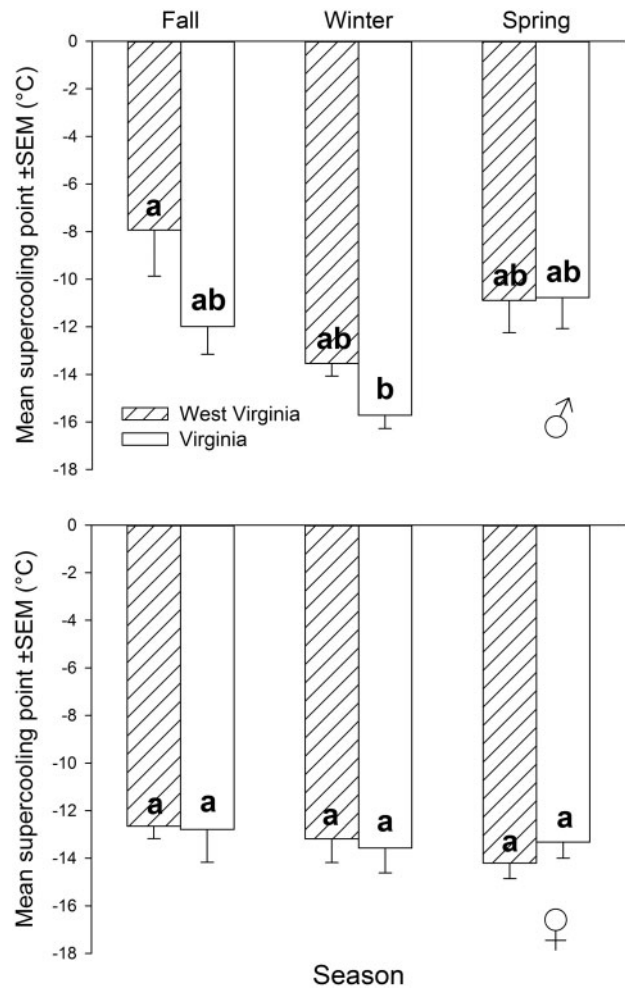 Fall Winter Spring
Mean supercooling point ±SEM (°C)
0
-2
-4
-6
-8
-10
-12
-14
-16
-18
a
ab
ab
b
ab
ab
West Virginia
Virginia
♂
Mean supercooling point ±SEM (°C)
0
-2
-4
-6
-8
-10
-12
-14
-16
-18
a
a
a
a
a
a
♀
Season